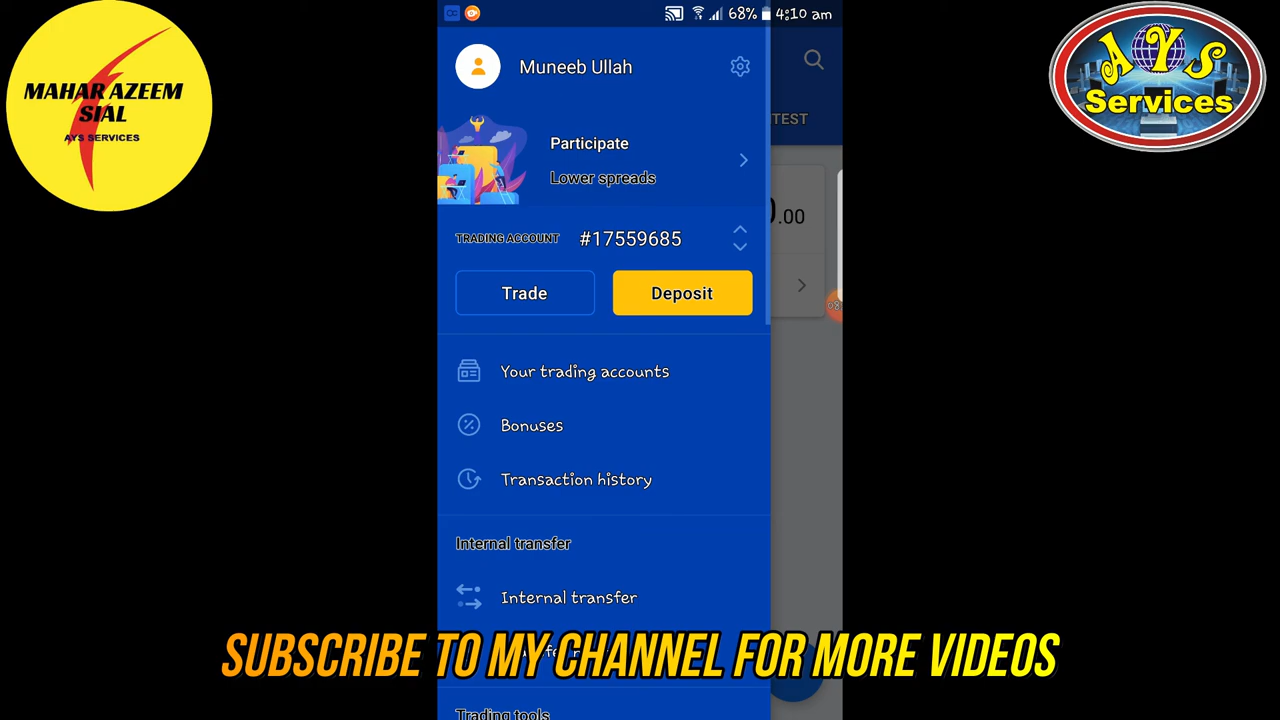 MAHAR AZEEM
SIAL
AYS SERVICES
AYS
Services
68% 4:10 am
Muneeb Ullah
Participate
Lower spreads
TEST
.00
TRADING ACCOUNT #17559685
Trade Deposit
Your trading accounts
Bonuses
Transaction history
Internal transfer
Internal transfer
SUBSCRIBE TO MY CHANNEL FOR MORE VIDEOS
Trading tools